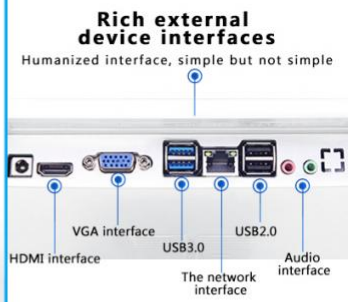 Rich external
device interfaces
Humanized interface, simple but not simple
VGA interface
USB2.0
USB3.0
HDMI interface
Audio
interface
The network
interface